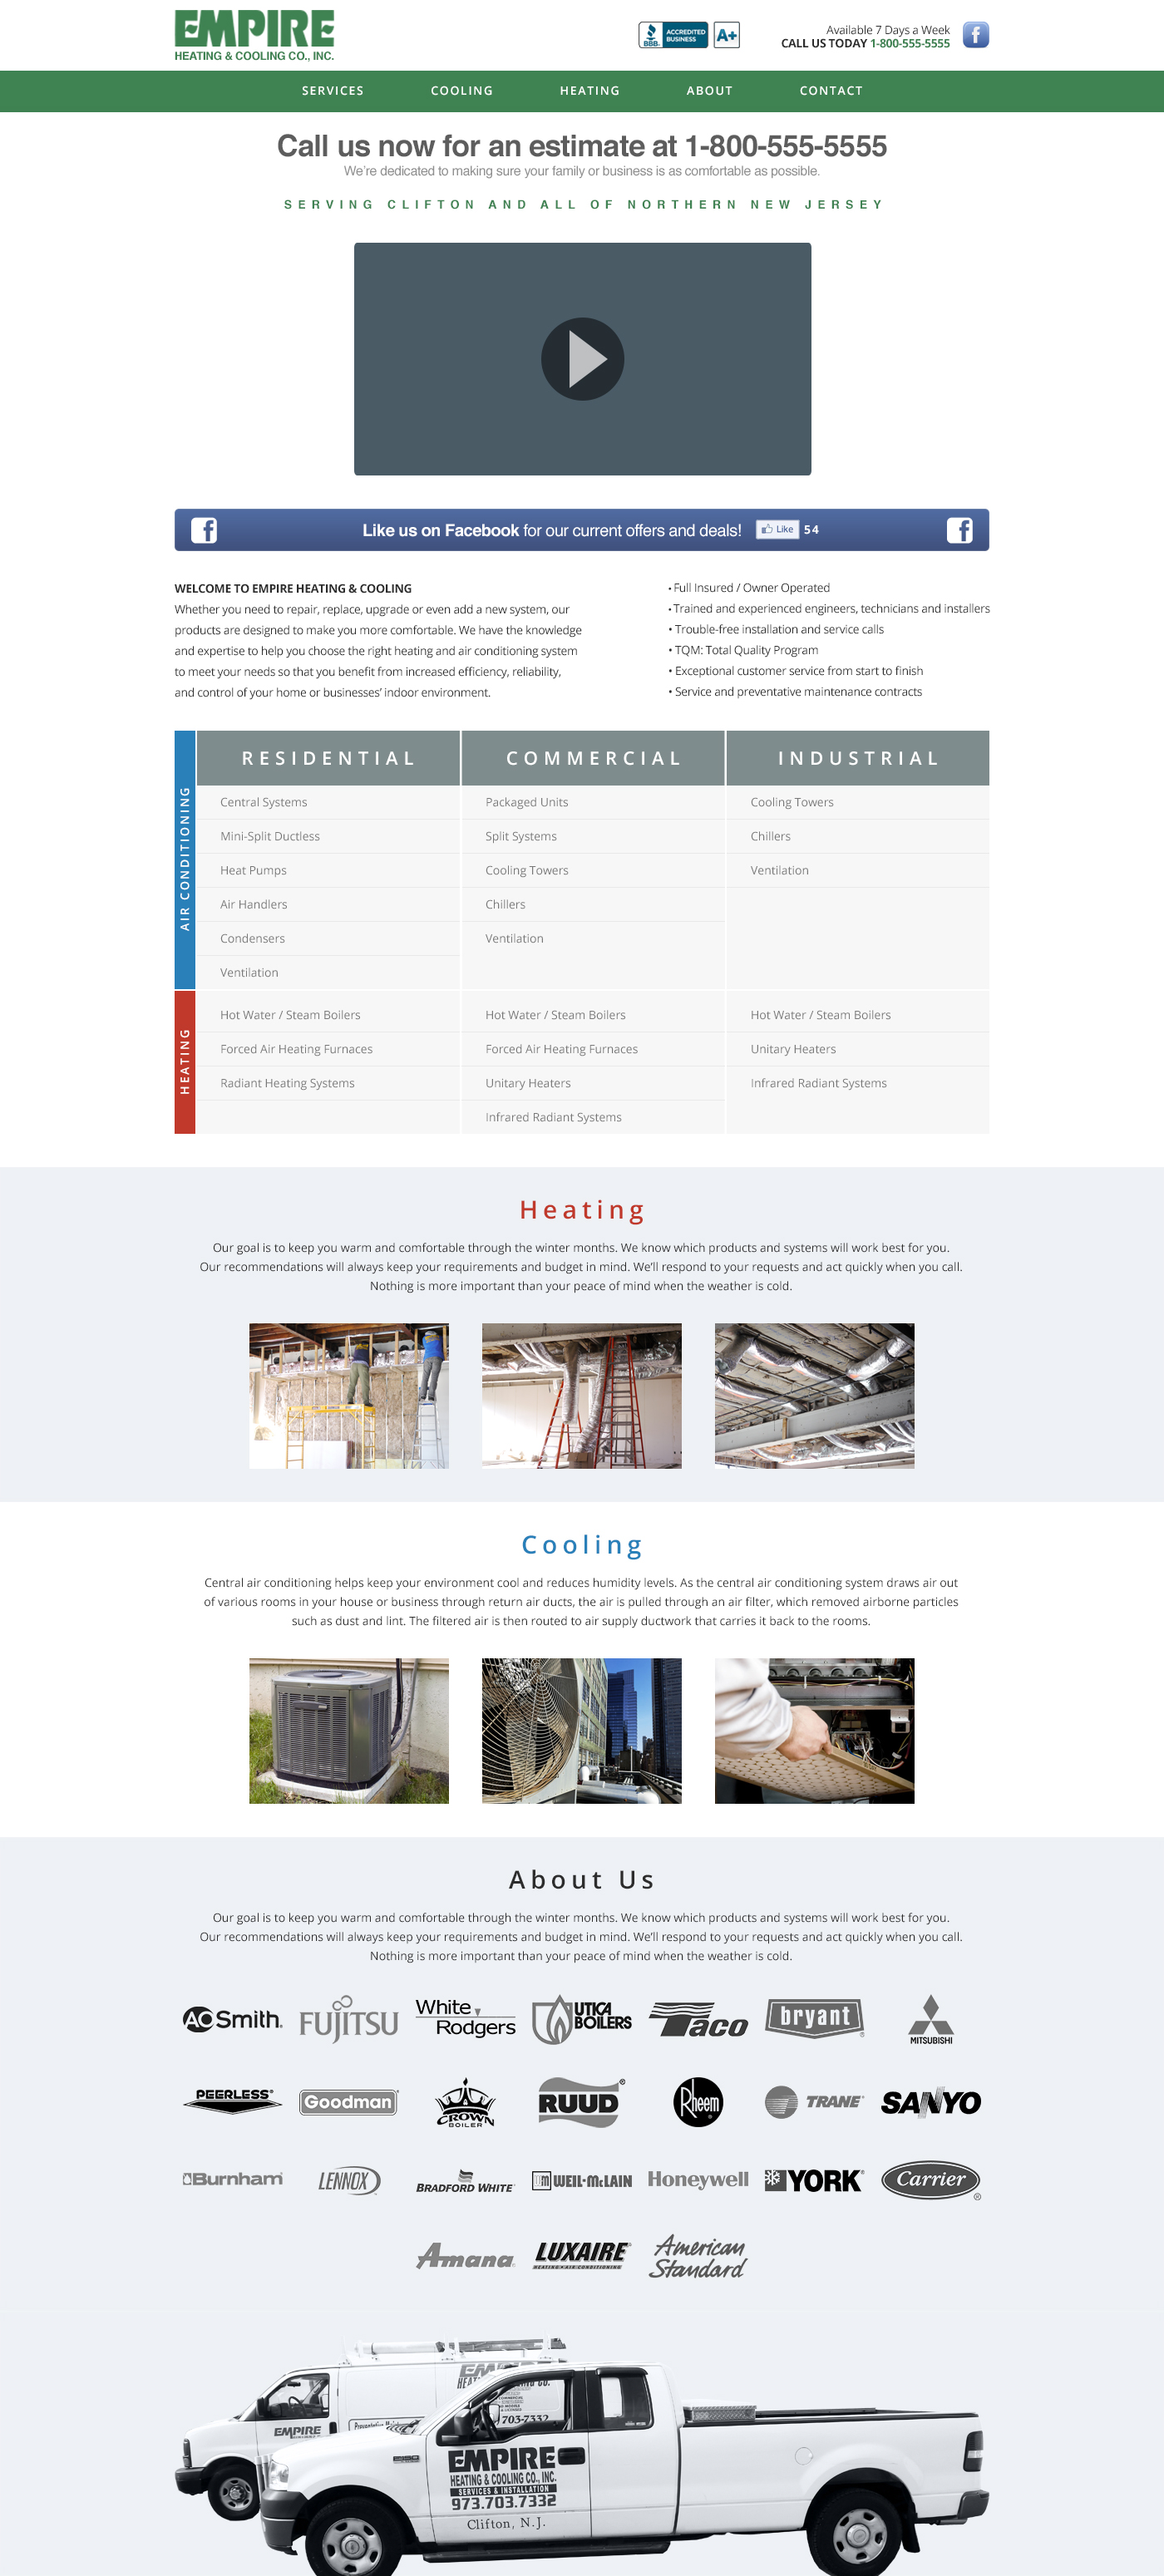 EMPIRE
HEATING & COOLING CO., INC.
BBB.
ACCREDITED
BUSINESS
A+
Available 7 Days a Week
CALL US TODAY 1-800-555-5555
f
SERVICES COOLING HEATING ABOUT CONTACT
Call us now for an estimate at 1-800-555-5555
We're dedicated to making sure your family or business is as comfortable as possible.
SERVING CLIFTON AND ALL OF NORTHERN NEW JERSEY
Like us on Facebook for our current offers and deals! Like 54
WELCOME TO EMPIRE HEATING & COOLING
Whether you need to repair, replace, upgrade or even add a new system, our
products are designed to make you more comfortable. We have the knowledge
and expertise to help you choose the right heating and air conditioning system
to meet your needs so that you benefit from increased efficiency, reliability,
and control of your home or businesses' indoor environment.
• Full Insured / Owner Operated
• Trained and experienced engineers, technicians and installers
• Trouble-free installation and service calls
• TQM: Total Quality Program
• Exceptional customer service from start to finish
• Service and preventative maintenance contracts
RESIDENTIAL COMMERCIAL INDUSTRIAL
AIR CONDITIONING
Central Systems Packaged Units Cooling Towers
Mini-Split Ductless Split Systems Chillers
Heat Pumps Cooling Towers Ventilation
Air Handlers Chillers
Condensers Ventilation
Ventilation
HEATING
Hot Water / Steam Boilers Hot Water / Steam Boilers Hot Water / Steam Boilers
Forced Air Heating Furnaces Forced Air Heating Furnaces Unitary Heaters
Radiant Heating Systems Unitary Heaters Infrared Radiant Systems
Infrared Radiant Systems
Heating
Our goal is to keep you warm and comfortable through the winter months. We know which products and systems will work best for you.
Our recommendations will always keep your requirements and budget in mind. We'll respond to your requests and act quickly when you call.
Nothing is more important than your peace of mind when the weather is cold.
Cooling
Central air conditioning helps keep your environment cool and reduces humidity levels. As the central air conditioning system draws air out
of various rooms in your house or business through return air ducts, the air is pulled through an air filter, which removed airborne particles
such as dust and lint. The filtered air is then routed to air supply ductwork that carries it back to the rooms.
About Us
Our goal is to keep you warm and comfortable through the winter months. We know which products and systems will work best for you.
Our recommendations will always keep your requirements and budget in mind. We'll respond to your requests and act quickly when you call.
Nothing is more important than your peace of mind when the weather is cold.
AO Smith. FUJITSU White Rodgers UTICA BOILERS Taco bryant MITSUBISHI
PEERLESS Goodman CROWN BOILER RUUD Rheem TRANE SANYO
Burnham LENNOX BRADFORD WHITE WEIL-McLAIN Honeywell YORK Carrier
Amana LUXAIRE HEATING & AIR CONDITIONING American Standard
703-7332
EMPIRE
F150
EMPIRE
HEATING & COOLING CO., INC.
SERVICES & INSTALLATION
973.703.7332
Clifton, N.J.